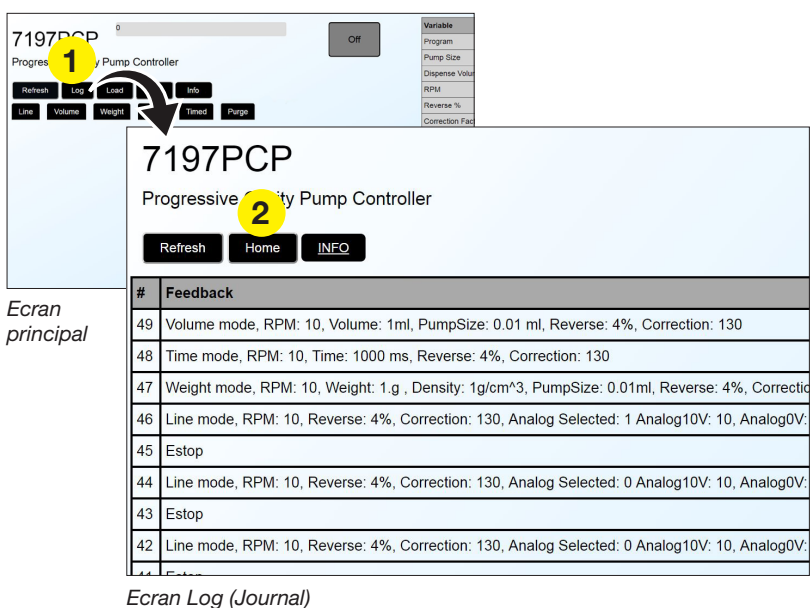 7197PCP
0
Off
Progres y Pump Controller
Refresh Log Load Info
Line Volume Weight Timed Purge
Variable
Program
Pump Size
Dispense Volum
RPM
Reverse %
Correction Fac
1
7197PCP
Progressive ity Pump Controller
2
Refresh Home INFO
# Feedback
49 Volume mode, RPM: 10, Volume: 1ml, PumpSize: 0.01 ml, Reverse: 4%, Correction: 130
48 Time mode, RPM: 10, Time: 1000 ms, Reverse: 4%, Correction: 130
47 Weight mode, RPM: 10, Weight: 1.g , Density: 1g/cm^3, PumpSize: 0.01ml, Reverse: 4%, Correctio
46 Line mode, RPM: 10, Reverse: 4%, Correction: 130, Analog Selected: 1 Analog10V: 10, Analog0V:
45 Estop
44 Line mode, RPM: 10, Reverse: 4%, Correction: 130, Analog Selected: 0 Analog10V: 10, Analog0V:
43 Estop
42 Line mode, RPM: 10, Reverse: 4%, Correction: 130, Analog Selected: 0 Analog10V: 10, Analog0V:
Ecran
principal
Ecran Log (Journal)